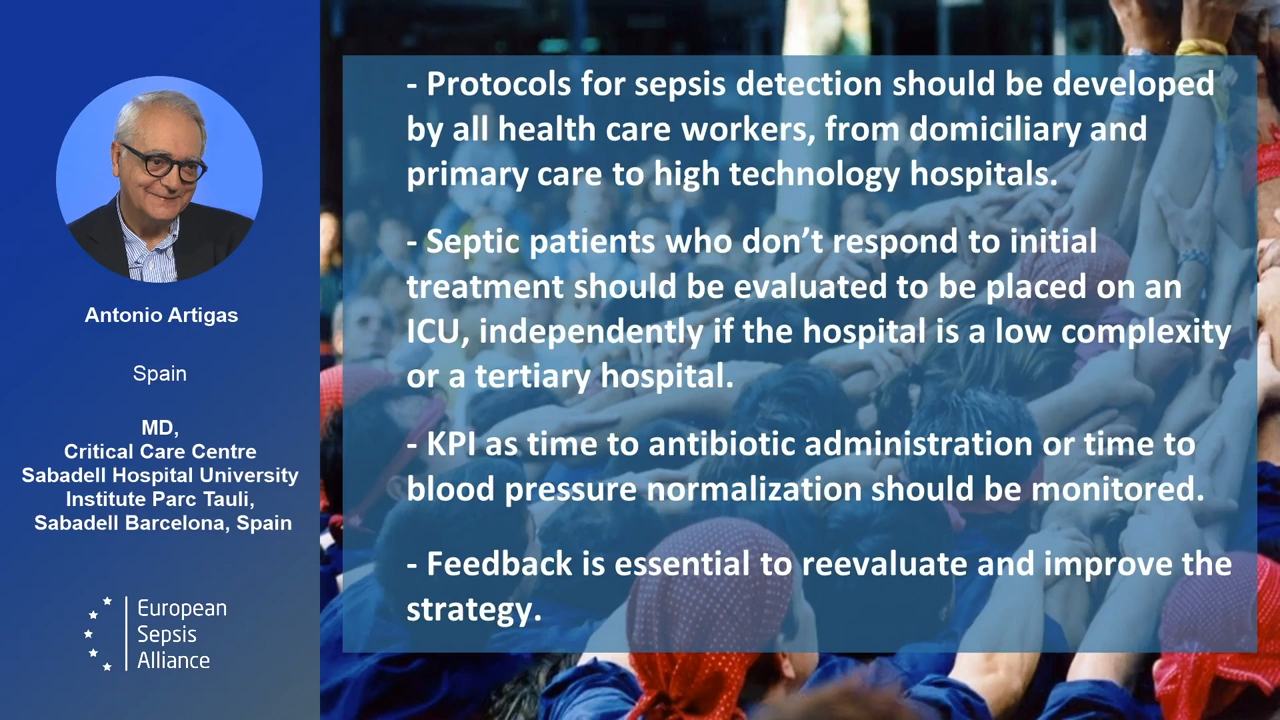 Antonio Artigas
Spain
MD,
Critical Care Centre
Sabadell Hospital University
Institute Parc Tauli,
Sabadell Barcelona, Spain
European
Sepsis
Alliance
- Protocols for sepsis detection should be developed
by all health care workers, from domiciliary and
primary care to high technology hospitals.
- Septic patients who don’t respond to initial
treatment should be evaluated to be placed on an
ICU, independently if the hospital is a low complexity
or a tertiary hospital.
- KPI as time to antibiotic administration or time to
blood pressure normalization should be monitored.
- Feedback is essential to reevaluate and improve the
strategy.